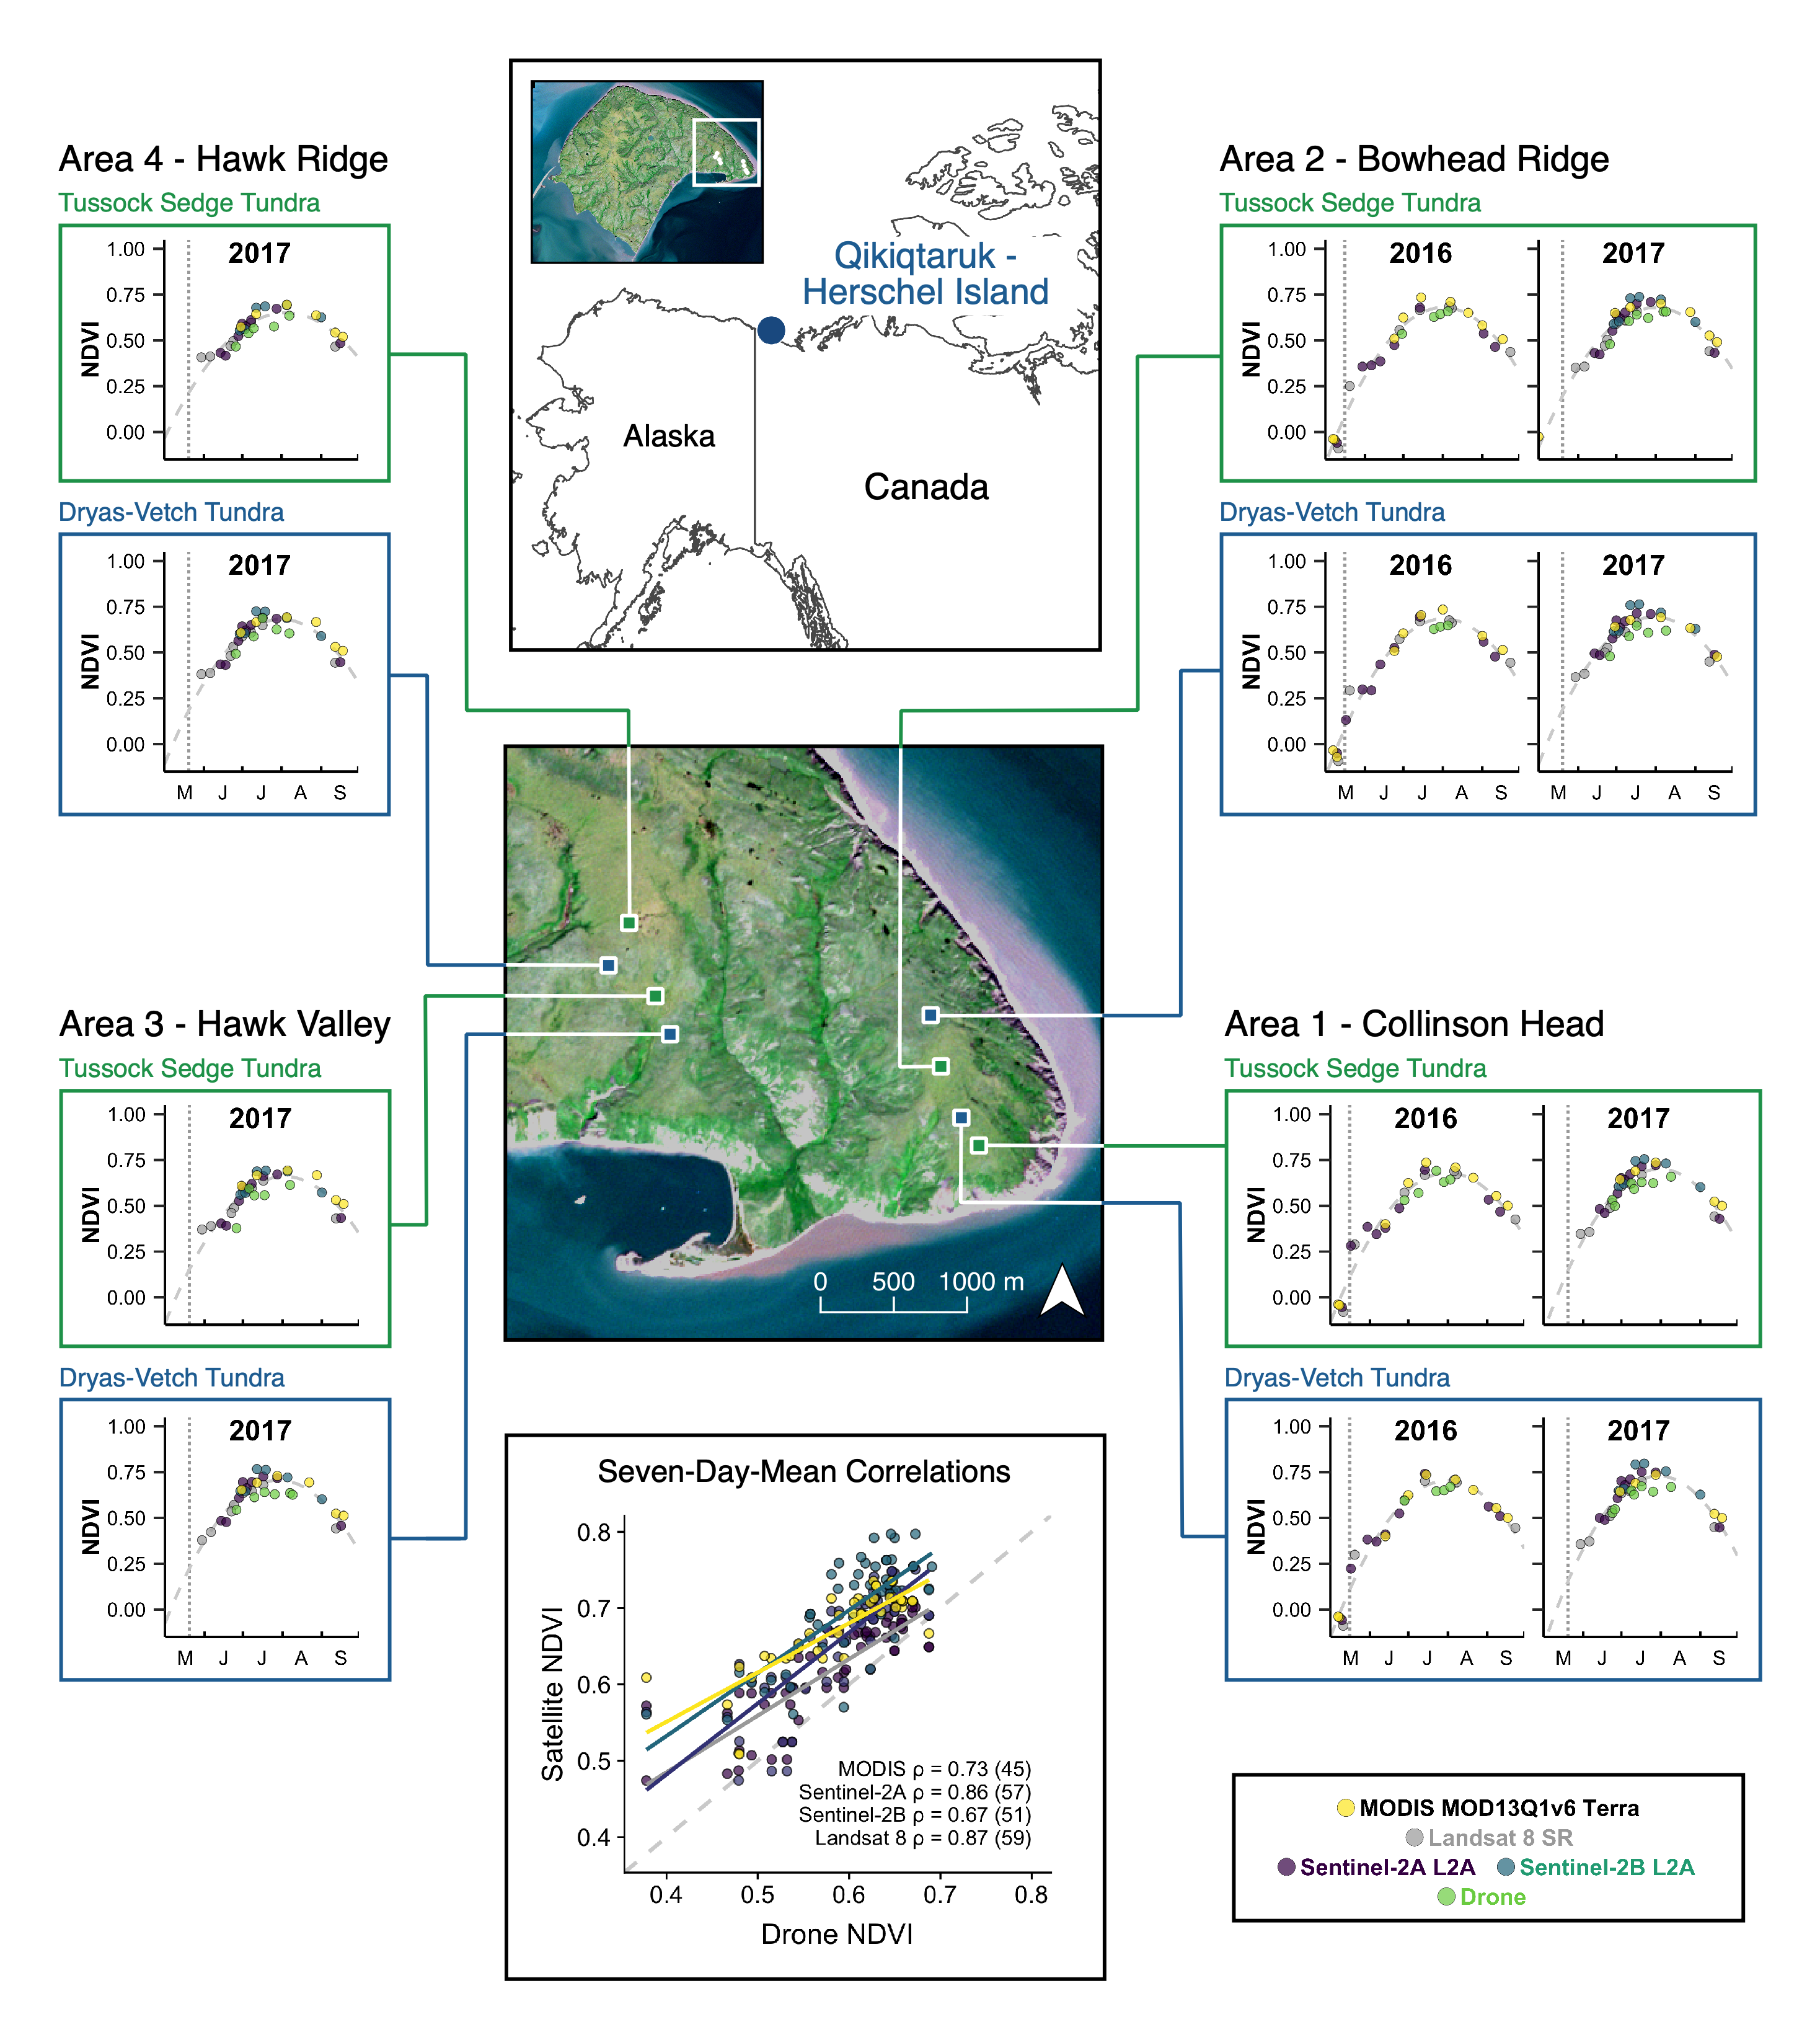 Area 4 - Hawk Ridge
Tussock Sedge Tundra
2017
1.00
0.75
0.50
0.25
0.00
NDVI
Dryas-Vetch Tundra
2017
1.00
0.75
0.50
0.25
0.00
NDVI
M J J A S
Qikiqtaruk -
Herschel Island
Alaska
Canada
Area 2 - Bowhead Ridge
Tussock Sedge Tundra
2016 2017
1.00
0.75
0.50
0.25
0.00
NDVI
Dryas-Vetch Tundra
2016 2017
1.00
0.75
0.50
0.25
0.00
NDVI
M J J A S M J J A S
Area 3 - Hawk Valley
Tussock Sedge Tundra
2017
1.00
0.75
0.50
0.25
0.00
NDVI
Dryas-Vetch Tundra
2017
1.00
0.75
0.50
0.25
0.00
NDVI
M J J A S
0 500 1000 m
Area 1 - Collinson Head
Tussock Sedge Tundra
2016 2017
1.00
0.75
0.50
0.25
0.00
NDVI
Dryas-Vetch Tundra
2016 2017
1.00
0.75
0.50
0.25
0.00
NDVI
M J J A S M J J A S
Seven-Day-Mean Correlations
0.8
0.7
0.6
0.5
0.4
Satellite NDVI
MODIS ρ = 0.73 (45)
Sentinel-2A ρ = 0.86 (57)
Sentinel-2B ρ = 0.67 (51)
Landsat 8 ρ = 0.87 (59)
0.4 0.5 0.6 0.7 0.8
Drone NDVI
MODIS MOD13Q1v6 Terra
Landsat 8 SR
Sentinel-2A L2A Sentinel-2B L2A
Drone